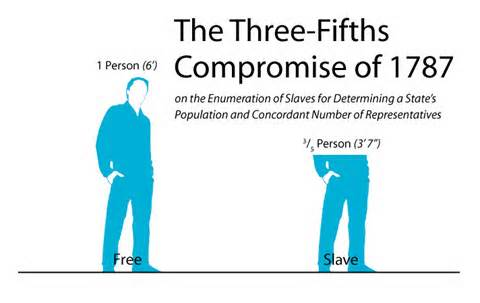 The Three-Fifths
Compromise of 1787
on the Enumeration of Slaves for Determining a State's
Population and Concordant Number of Representatives
1 Person (6')
3/5 Person (3'7")
Free
Slave